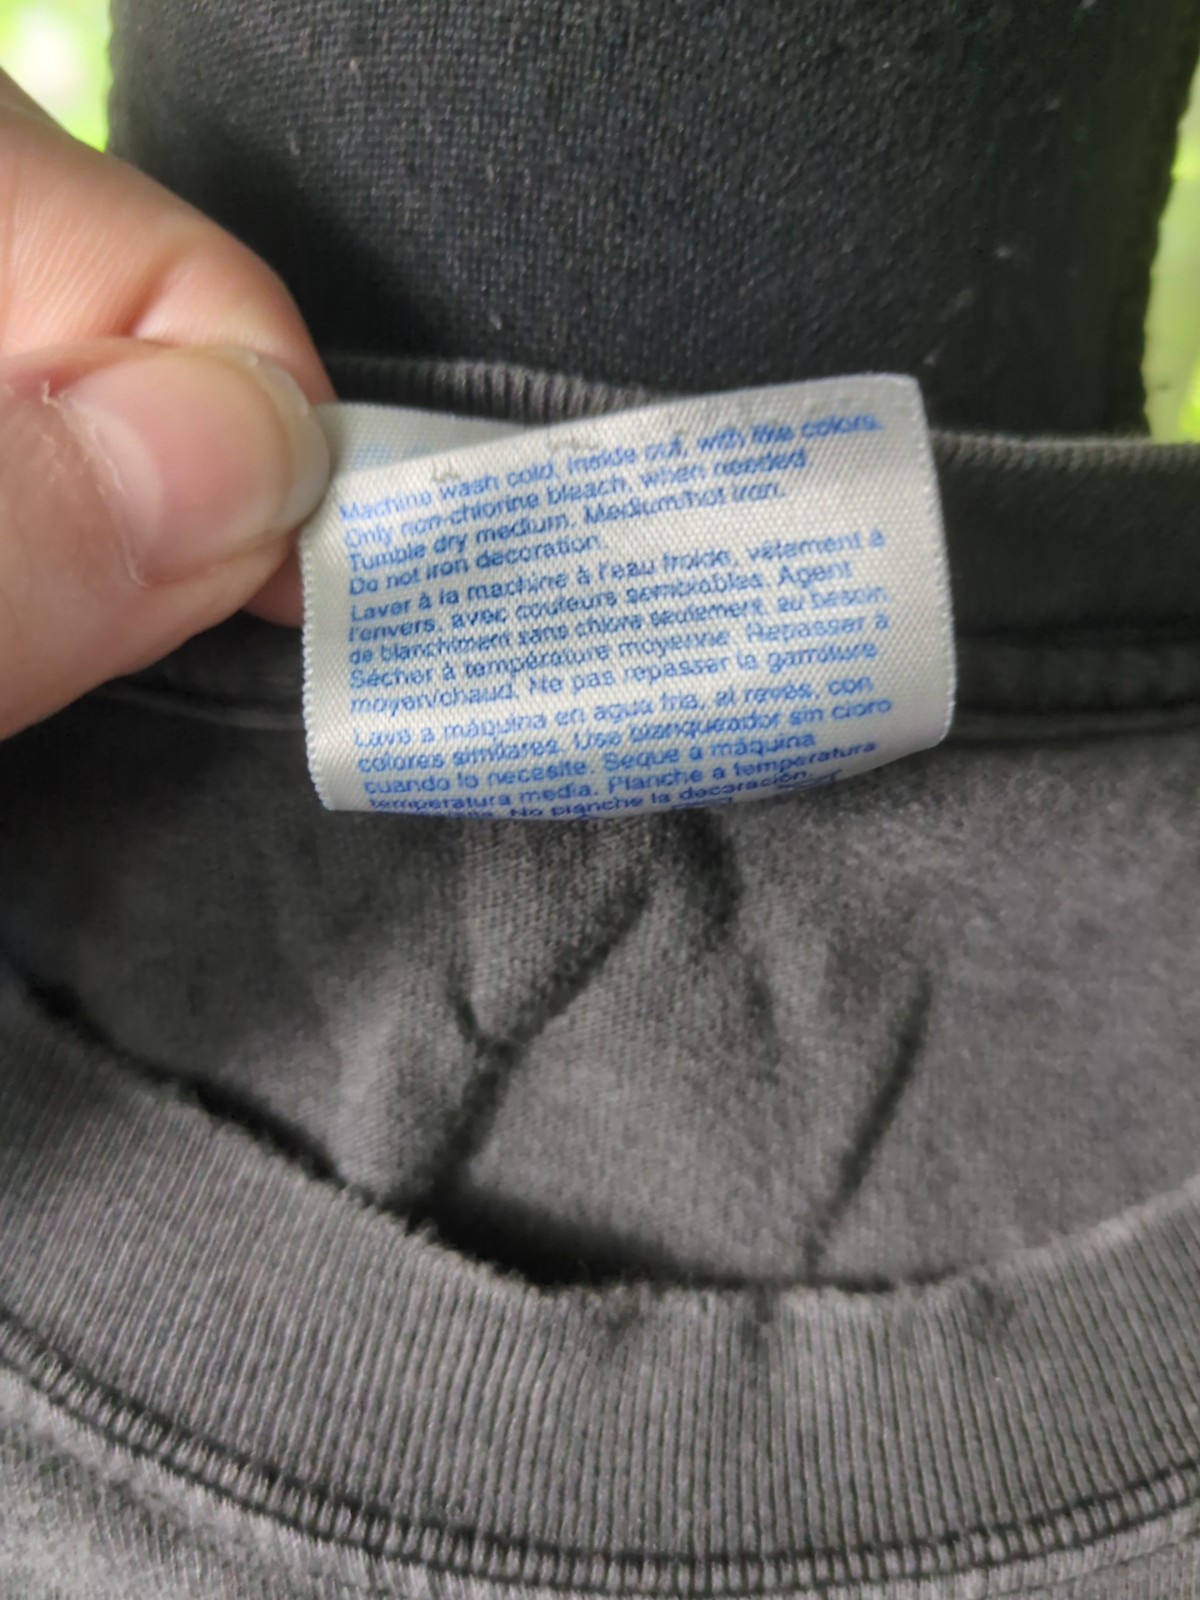 Machine wash cold, inside out, with like colors.
Only non-chlorine bleach, when needed
Tumble dry medium. Medium/hot iron.
Do not iron decoration.
Laver à la machine à l'eau froide, vêtement à
l'envers, avec couleurs semblables. Agent
de blanchiment sans chlore seulement, au besoin.
Sécher à température moyenne. Repasser à
moyen/chaud. Ne pas repasser la garniture
Lave a máquina en agua fria, al revés, con
colores similares. Use blanqueador sin cloro
cuando lo necesite. Seque a máquina
temperatura media. Planche a temperatura
No planche la decoración.